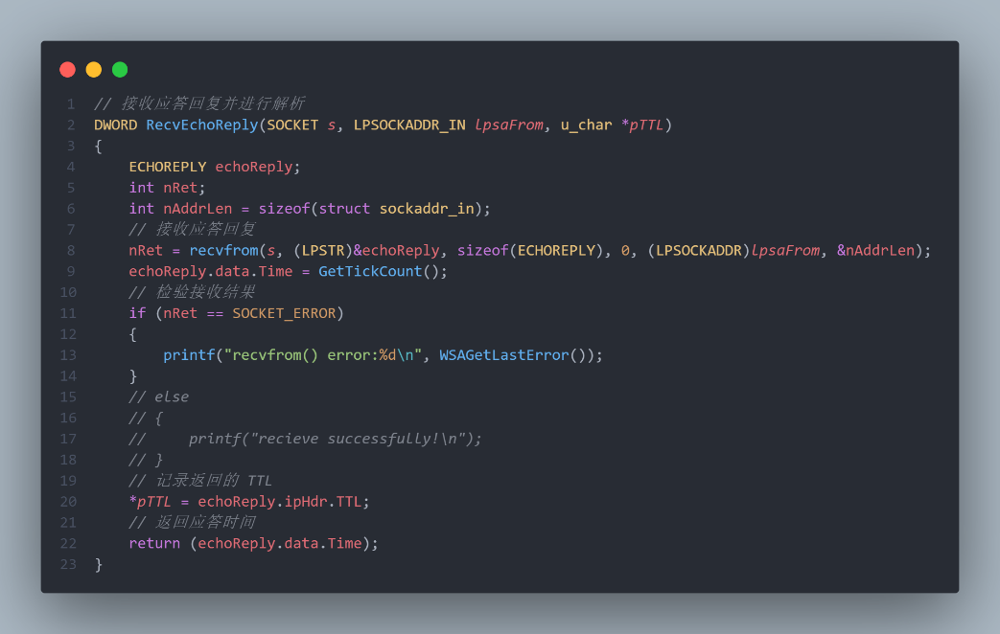 1 // 接收应答回复并进行解析
2 DWORD RecvEchoReply(SOCKET s, LPSOCKADDR_IN lpsaFrom, u_char *pTTL)
3 {
4     ECHOREPLY echoReply;
5     int nRet;
6     int nAddrLen = sizeof(struct sockaddr_in);
7     // 接收应答回复
8     nRet = recvfrom(s, (LPSTR)&echoReply, sizeof(ECHOREPLY), 0, (LPSOCKADDR)lpsaFrom, &nAddrLen);
9     echoReply.data.Time = GetTickCount();
10     // 检验接收结果
11     if (nRet == SOCKET_ERROR)
12     {
13         printf("recvfrom() error:%d\n", WSAGetLastError());
14     }
15     // else
16     // {
17     //     printf("recieve successfully!\n");
18     // }
19     // 记录返回的 TTL
20     *pTTL = echoReply.ipHdr.TTL;
21     // 返回应答时间
22     return (echoReply.data.Time);
23 }